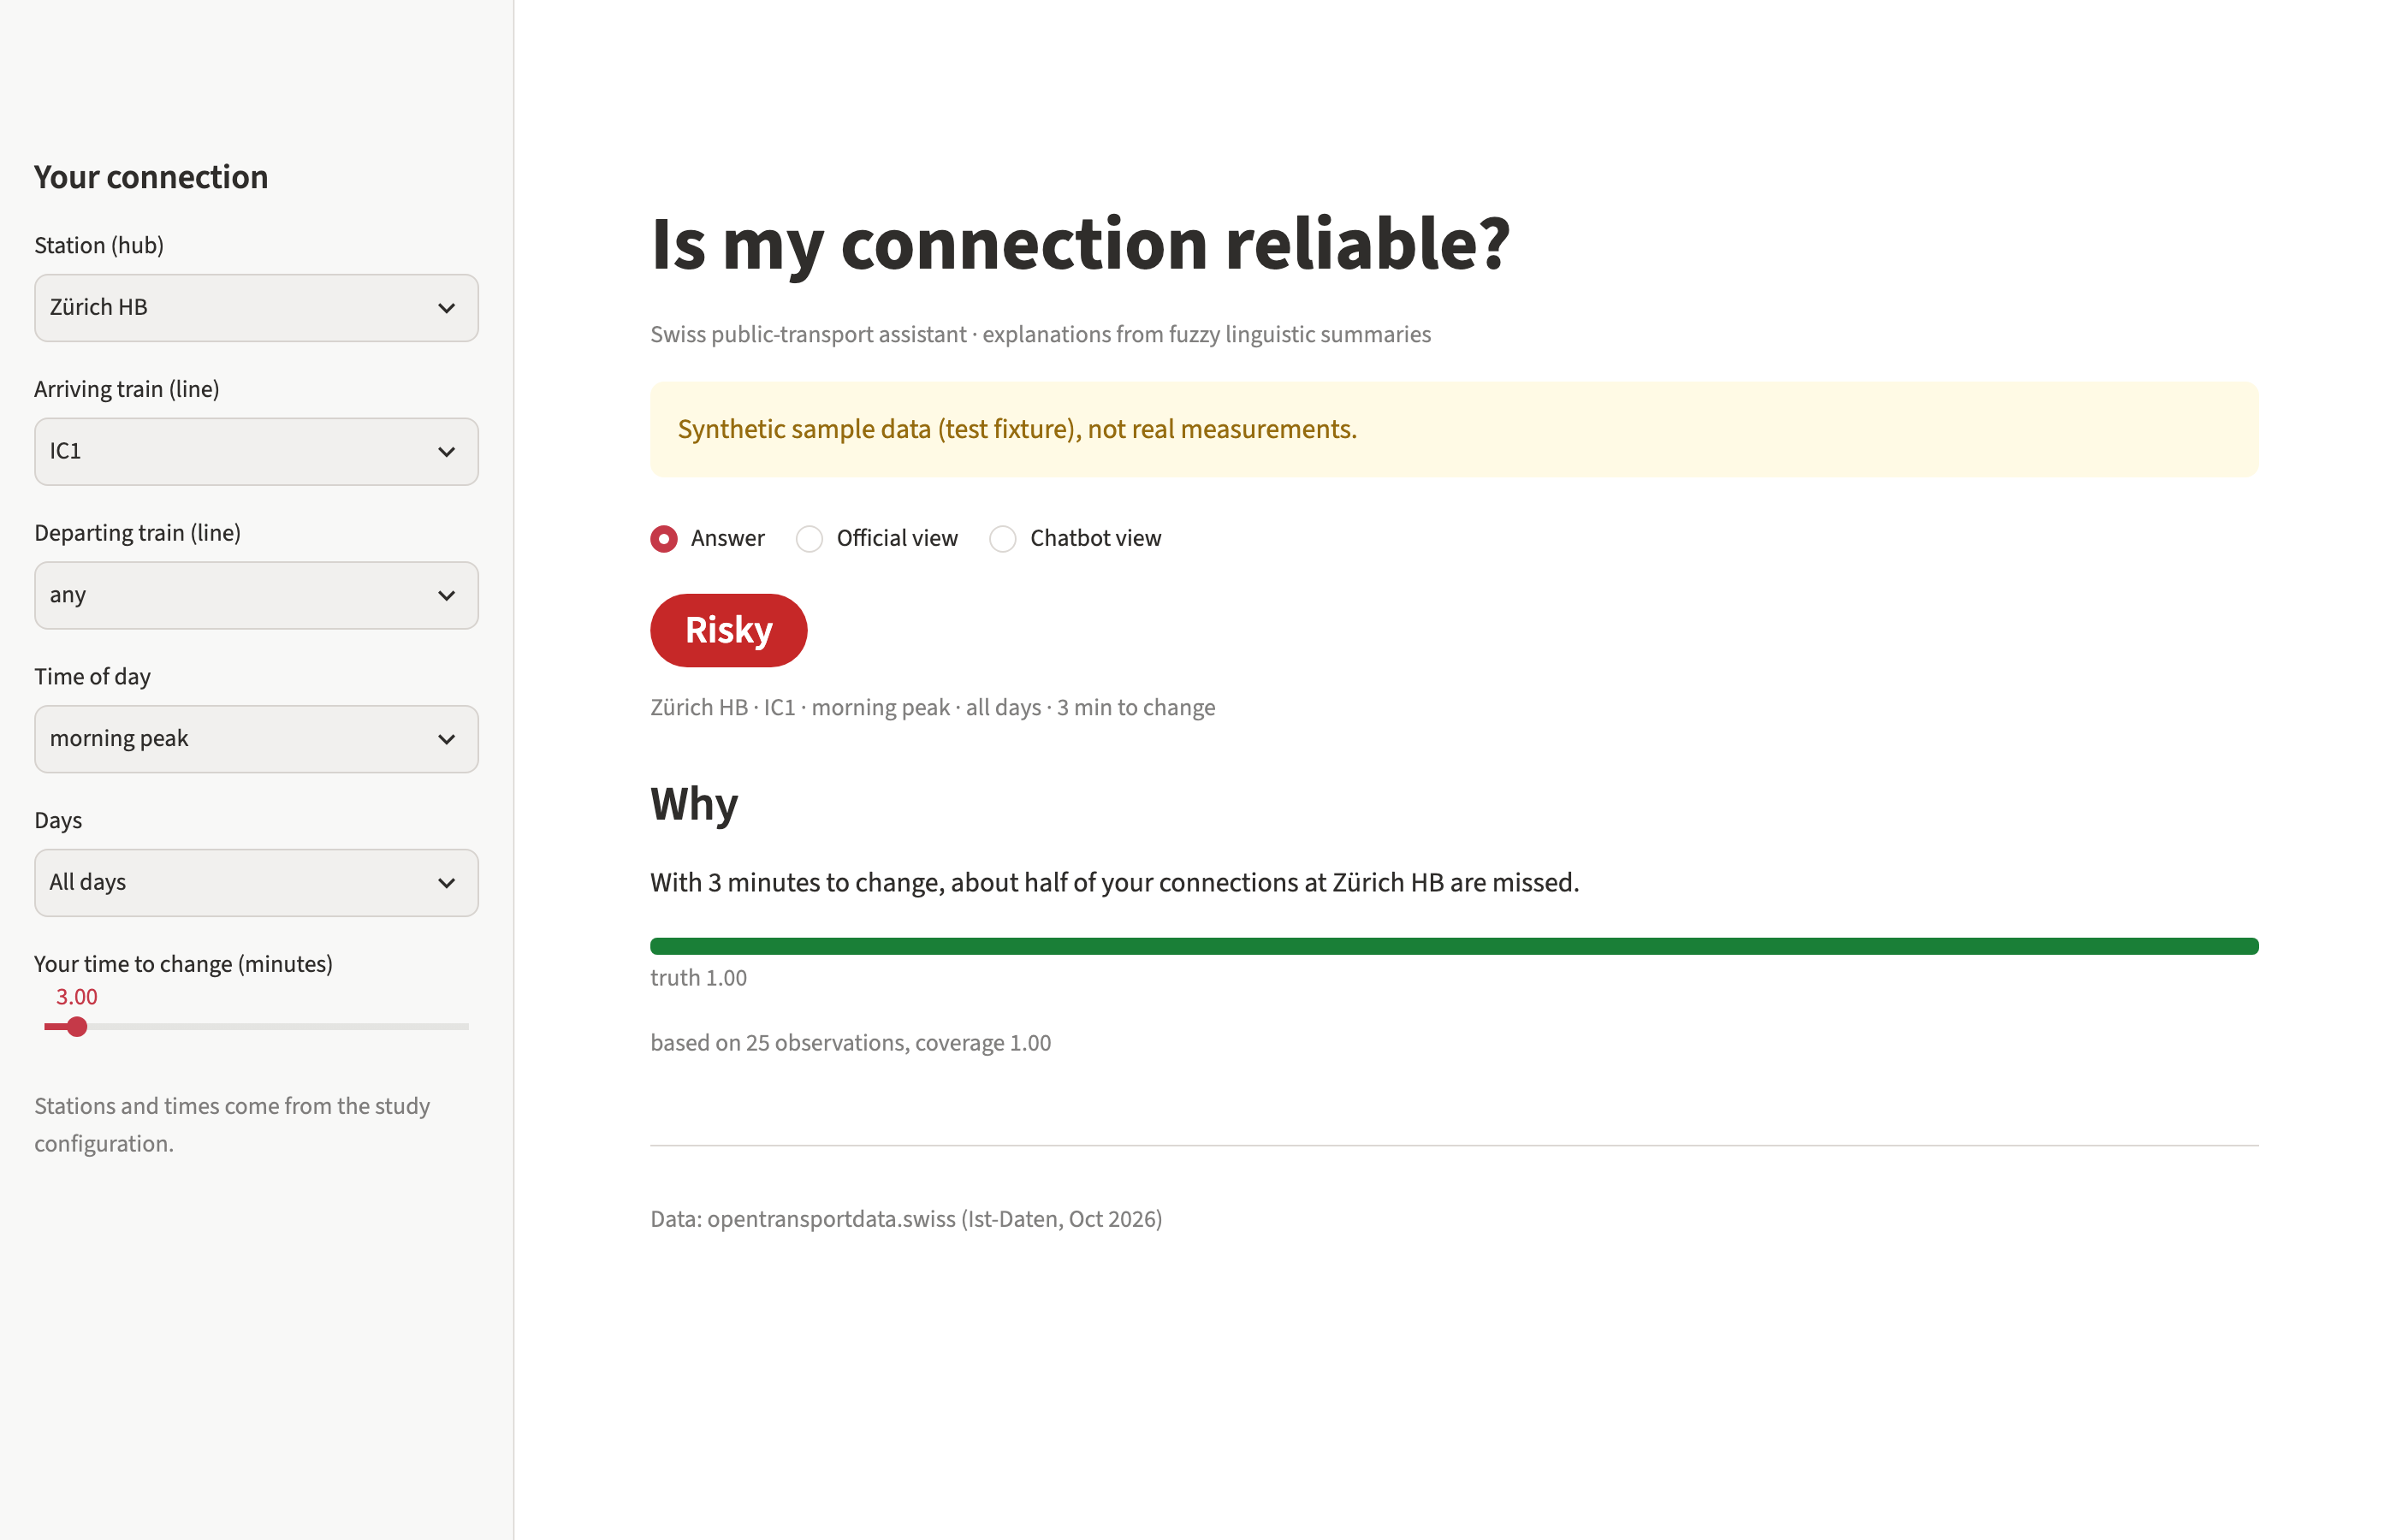 Your connection
Station (hub)
Zürich HB
Arriving train (line)
IC1
Departing train (line)
any
Time of day
morning peak
Days
All days
Your time to change (minutes)
3.00
Stations and times come from the study
configuration.
Is my connection reliable?
Swiss public-transport assistant · explanations from fuzzy linguistic summaries
Synthetic sample data (test fixture), not real measurements.
Answer Official view Chatbot view
Risky
Zürich HB · IC1 · morning peak · all days · 3 min to change
Why
With 3 minutes to change, about half of your connections at Zürich HB are missed.
truth 1.00
based on 25 observations, coverage 1.00
Data: opentransportdata.swiss (Ist-Daten, Oct 2026)